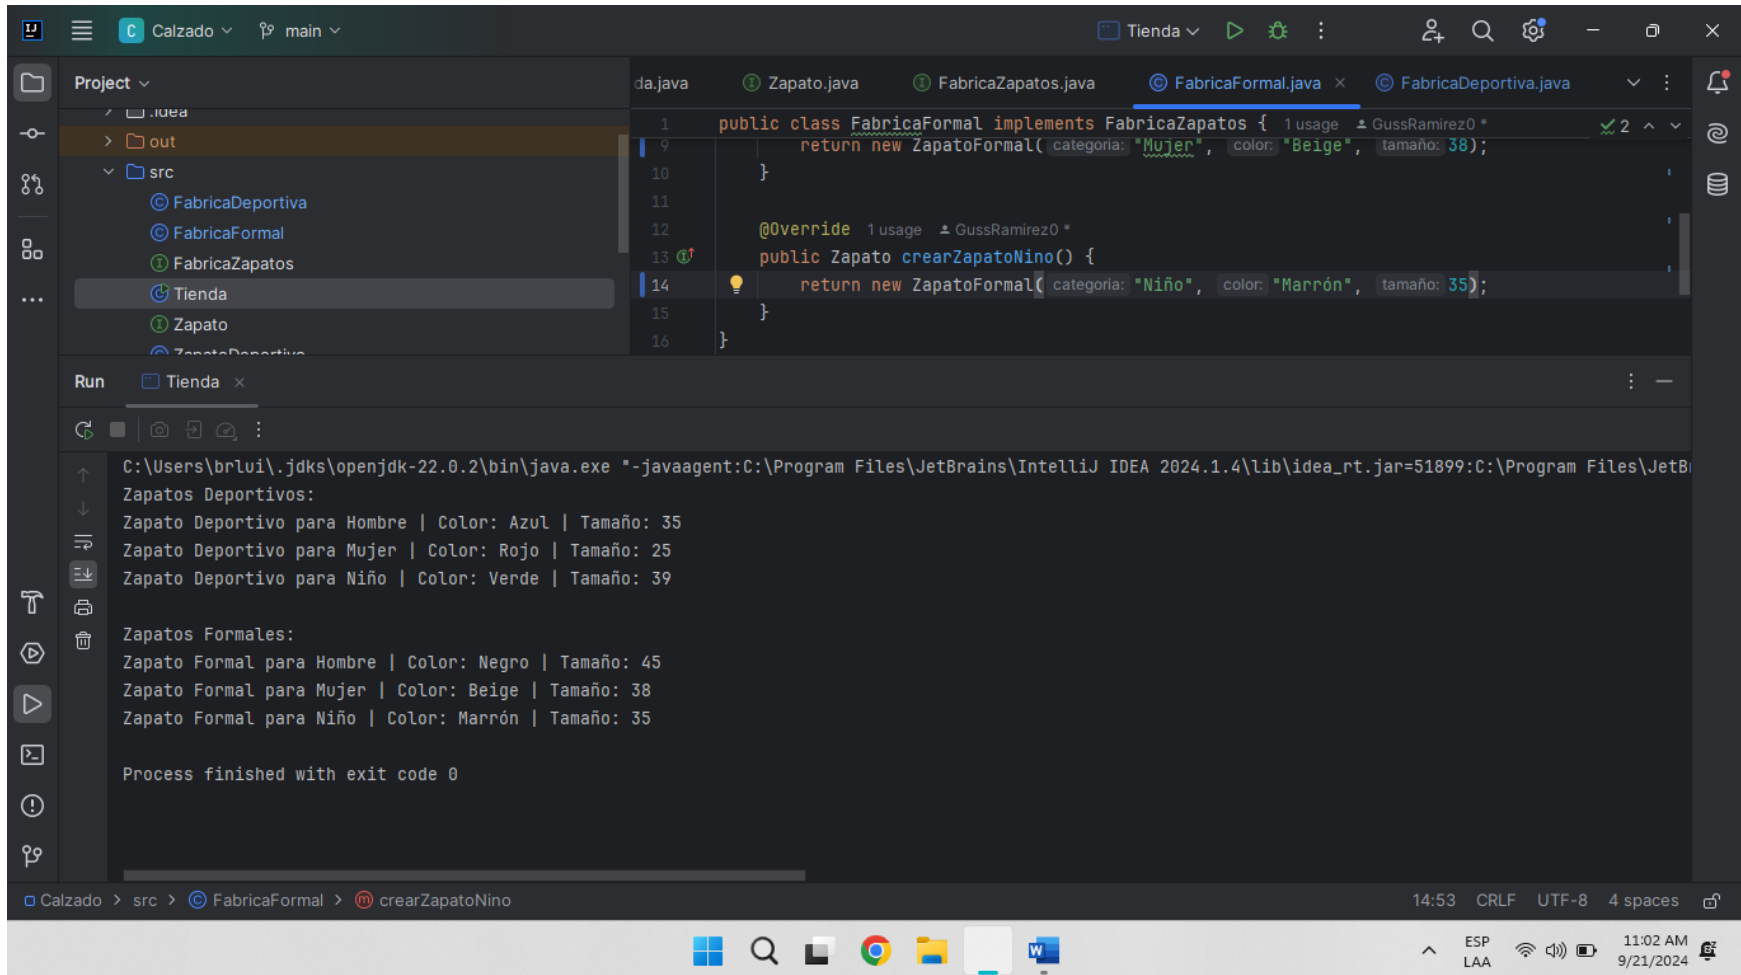 C Calzado main Tienda
Project
da.java Zapato.java FabricaZapatos.java FabricaFormal.java FabricaDeportiva.java
.idea
out
src
FabricaDeportiva
FabricaFormal
FabricaZapatos
Tienda
Zapato
ZapatoDeportivo
1 public class FabricaFormal implements FabricaZapatos { 1 usage GussRamirez0 * 2
9 return new ZapatoFormal( categoria: "Mujer", color: "Beige", tamaño: 38);
10 }
11
12 @Override 1 usage GussRamirez0 *
13 public Zapato crearZapatoNino() {
14 return new ZapatoFormal( categoria: "Niño", color: "Marrón", tamaño: 35);
15 }
16 }
Run Tienda
C:\Users\brlui\.jdks\openjdk-22.0.2\bin\java.exe "-javaagent:C:\Program Files\JetBrains\IntelliJ IDEA 2024.1.4\lib\idea_rt.jar=51899:C:\Program Files\JetB
Zapatos Deportivos:
Zapato Deportivo para Hombre | Color: Azul | Tamaño: 35
Zapato Deportivo para Mujer | Color: Rojo | Tamaño: 25
Zapato Deportivo para Niño | Color: Verde | Tamaño: 39
Zapatos Formales:
Zapato Formal para Hombre | Color: Negro | Tamaño: 45
Zapato Formal para Mujer | Color: Beige | Tamaño: 38
Zapato Formal para Niño | Color: Marrón | Tamaño: 35
Process finished with exit code 0
Calzado > src > FabricaFormal > crearZapatoNino 14:53 CRLF UTF-8 4 spaces
ESP
LAA
11:02 AM
9/21/2024